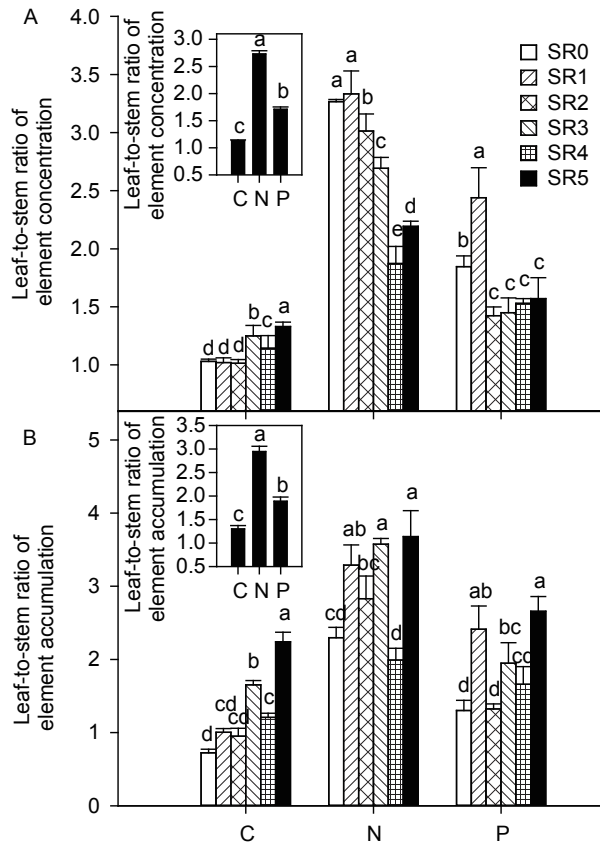 A
Leaf-to-stem ratio of
element concentration
4.0
3.5
3.0
2.5
2.0
1.5
1.0
Leaf-to-stem ratio of
element concentration
3.0
2.5
2.0
1.5
1.0
0.5
c a b
C N P
SR0
SR1
SR2
SR3
SR4
SR5
d d d b c a
a a b c e d
b a c c c c
B
Leaf-to-stem ratio of
element accumulation
5
4
3
2
1
0
Leaf-to-stem ratio of
element accumulation
3.5
3.0
2.5
2.0
1.5
1.0
0.5
c a b
C N P
d cd cd b c a
cd ab bc a d a
d ab d bc cd a
C N P